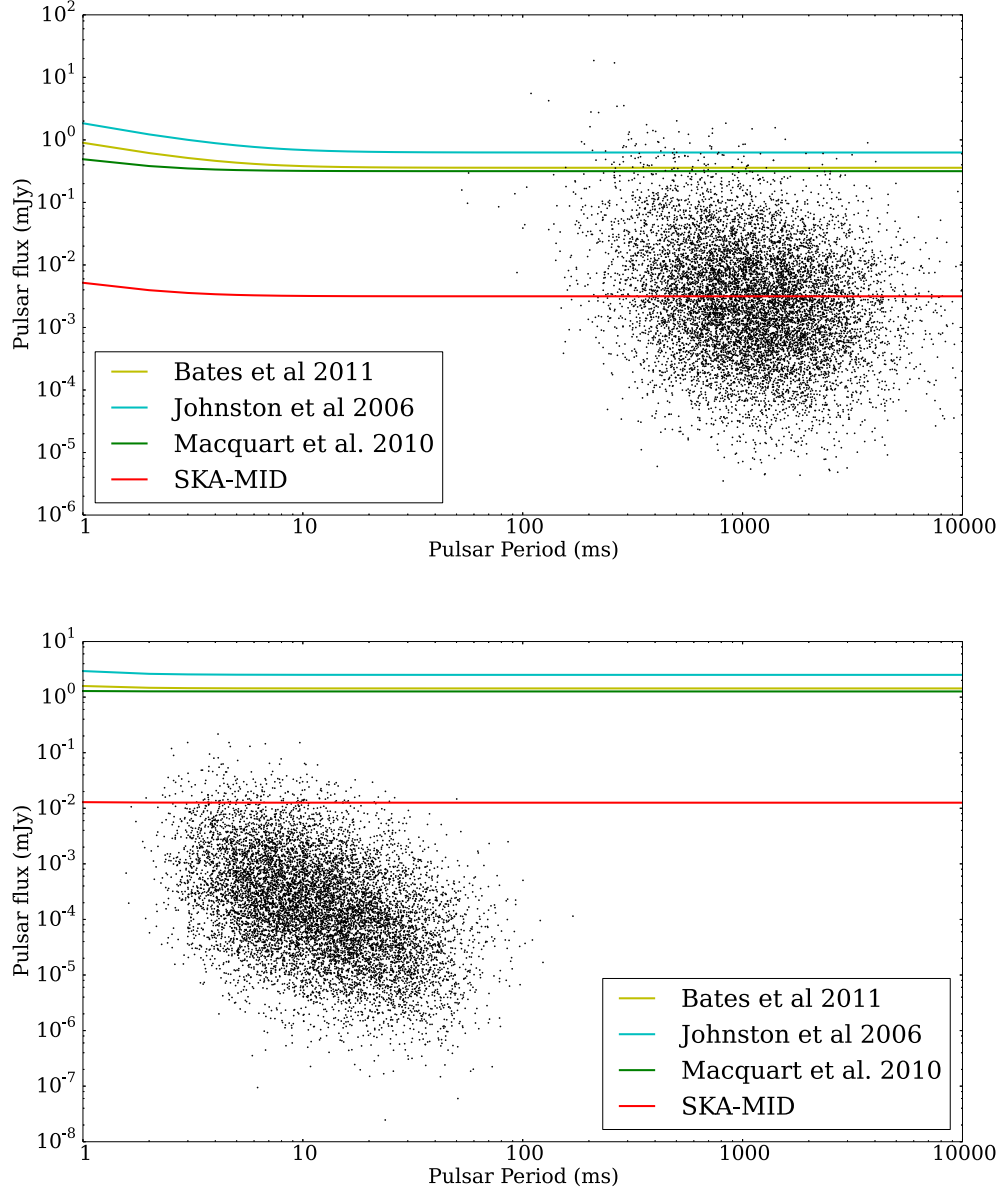 10^2
10^1
10^0
10^-1
10^-2
10^-3
10^-4
10^-5
10^-6
Pulsar flux (mJy)
Bates et al 2011
Johnston et al 2006
Macquart et al. 2010
SKA-MID
1 10 100 1000 10000
Pulsar Period (ms)
10^1
10^0
10^-1
10^-2
10^-3
10^-4
10^-5
10^-6
10^-7
10^-8
Pulsar flux (mJy)
Bates et al 2011
Johnston et al 2006
Macquart et al. 2010
SKA-MID
1 10 100 1000 10000
Pulsar Period (ms)